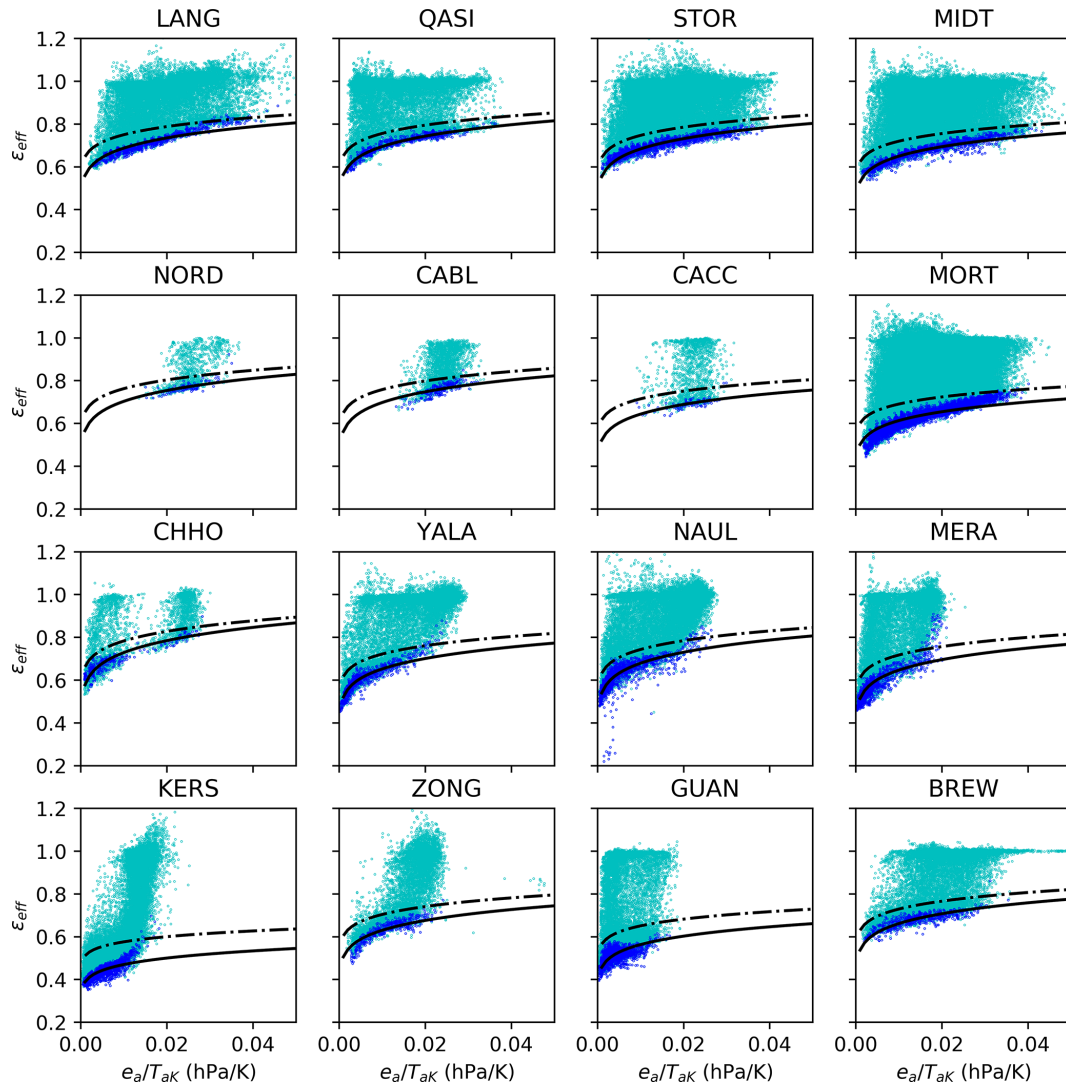 LANG QASI STOR MIDT
1.2
1.0
0.8
0.6
0.4
0.2
ε_eff
NORD CABL CACC MORT
1.2
1.0
0.8
0.6
0.4
0.2
ε_eff
CHHO YALA NAUL MERA
1.2
1.0
0.8
0.6
0.4
0.2
ε_eff
KERS ZONG GUAN BREW
1.2
1.0
0.8
0.6
0.4
0.2
ε_eff
0.00 0.02 0.04 0.00 0.02 0.04 0.00 0.02 0.04 0.00 0.02 0.04
e_a/T_aK (hPa/K) e_a/T_aK (hPa/K) e_a/T_aK (hPa/K) e_a/T_aK (hPa/K)